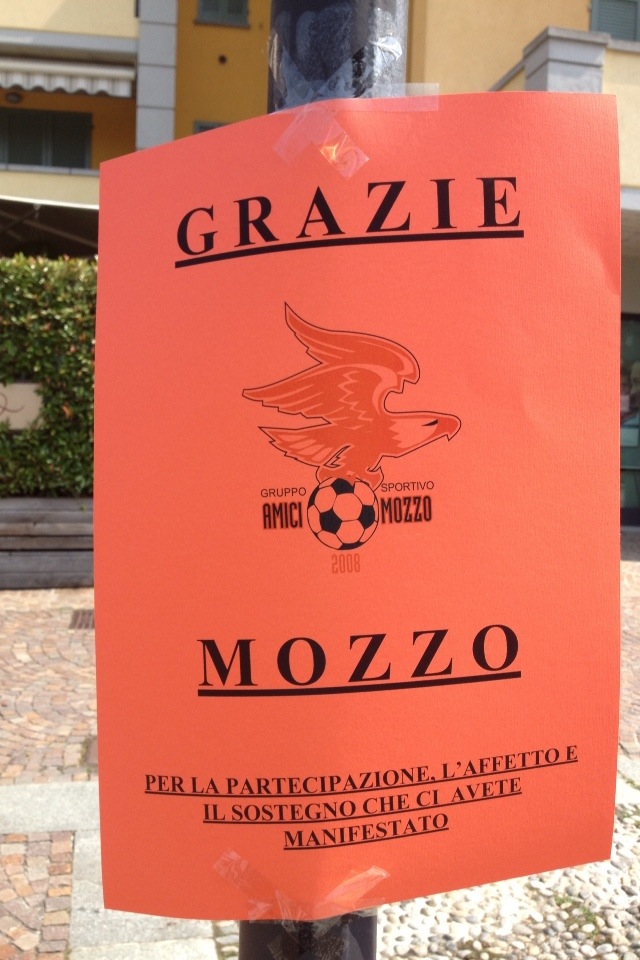 GRAZIE
GRUPPO SPORTIVO
AMICI MOZZO
2008
MOZZO
PER LA PARTECIPAZIONE, L'AFFETTO E
IL SOSTEGNO CHE CI AVETE
MANIFESTATO